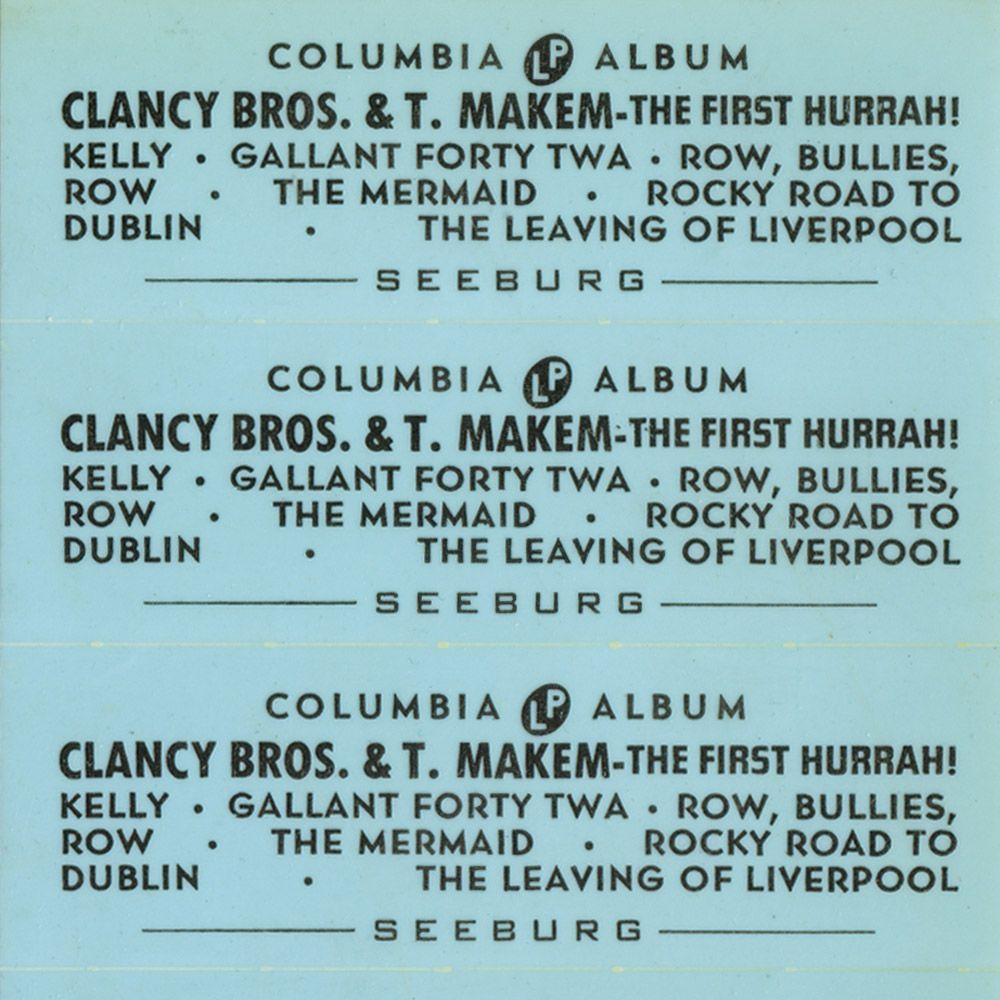 COLUMBIA LP ALBUM
CLANCY BROS. & T. MAKEM-THE FIRST HURRAH!
KELLY • GALLANT FORTY TWA • ROW, BULLIES,
ROW • THE MERMAID • ROCKY ROAD TO
DUBLIN • THE LEAVING OF LIVERPOOL
SEEBURG
COLUMBIA LP ALBUM
CLANCY BROS. & T. MAKEM-THE FIRST HURRAH!
KELLY • GALLANT FORTY TWA • ROW, BULLIES,
ROW • THE MERMAID • ROCKY ROAD TO
DUBLIN • THE LEAVING OF LIVERPOOL
SEEBURG
COLUMBIA LP ALBUM
CLANCY BROS. & T. MAKEM-THE FIRST HURRAH!
KELLY • GALLANT FORTY TWA • ROW, BULLIES,
ROW • THE MERMAID • ROCKY ROAD TO
DUBLIN • THE LEAVING OF LIVERPOOL
SEEBURG